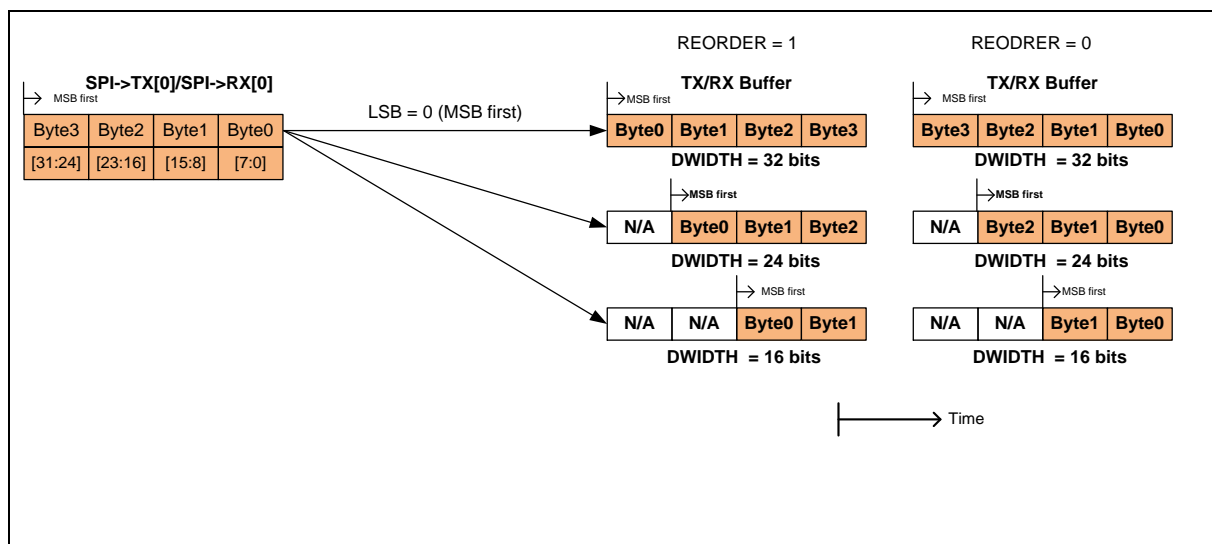 REORDER = 1
REODRER = 0
SPI->TX[0]/SPI->RX[0]
TX/RX Buffer
TX/RX Buffer
MSB first
MSB first
MSB first
LSB = 0 (MSB first)
Byte3 Byte2 Byte1 Byte0
Byte0 Byte1 Byte2 Byte3
Byte3 Byte2 Byte1 Byte0
[31:24] [23:16] [15:8] [7:0]
DWIDTH = 32 bits
DWIDTH = 32 bits
MSB first
MSB first
N/A Byte0 Byte1 Byte2
N/A Byte2 Byte1 Byte0
DWIDTH = 24 bits
DWIDTH = 24 bits
MSB first
MSB first
N/A N/A Byte0 Byte1
N/A N/A Byte1 Byte0
DWIDTH = 16 bits
DWIDTH = 16 bits
Time